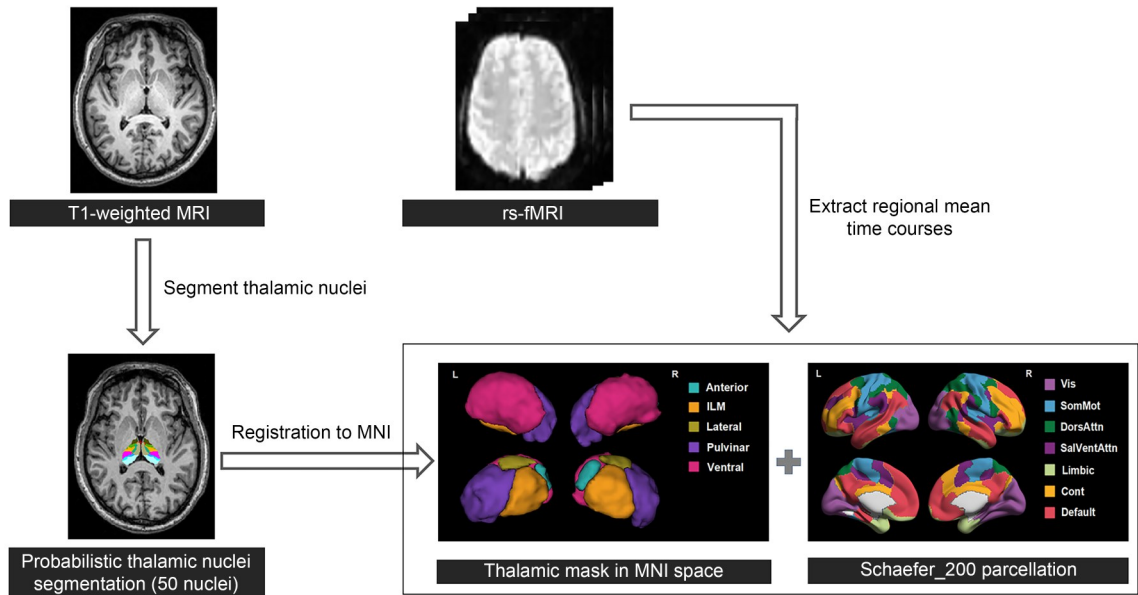 T1-weighted MRI
rs-fMRI
Extract regional mean
time courses
Segment thalamic nuclei
Registration to MNI
Probabilistic thalamic nuclei
segmentation (50 nuclei)
L
R
Anterior
ILM
Lateral
Pulvinar
Ventral
Thalamic mask in MNI space
L
R
Vis
SomMot
DorsAttn
SalVentAttn
Limbic
Cont
Default
Schaefer_200 parcellation